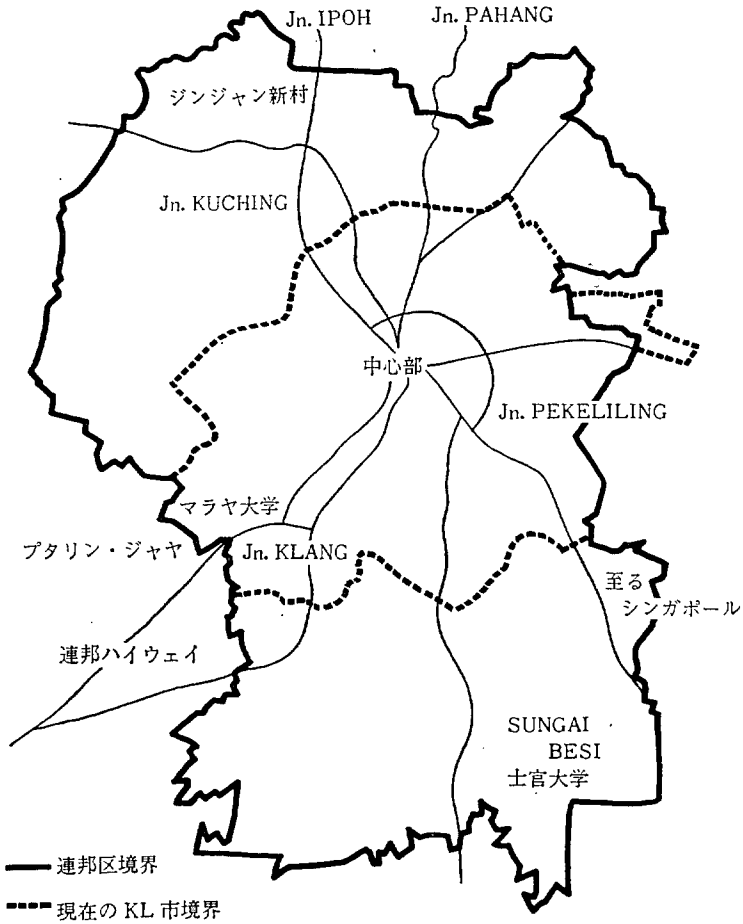 Jn. IPOH
Jn. PAHANG
ジンジャン新村
Jn. KUCHING
中心部
Jn. PEKELILING
マラヤ大学
プタリン・ジャヤ
Jn. KLANG
至る
シンガポール
連邦ハイウェイ
SUNGAI
BESI
士官大学
連邦区境界
現在の KL 市境界